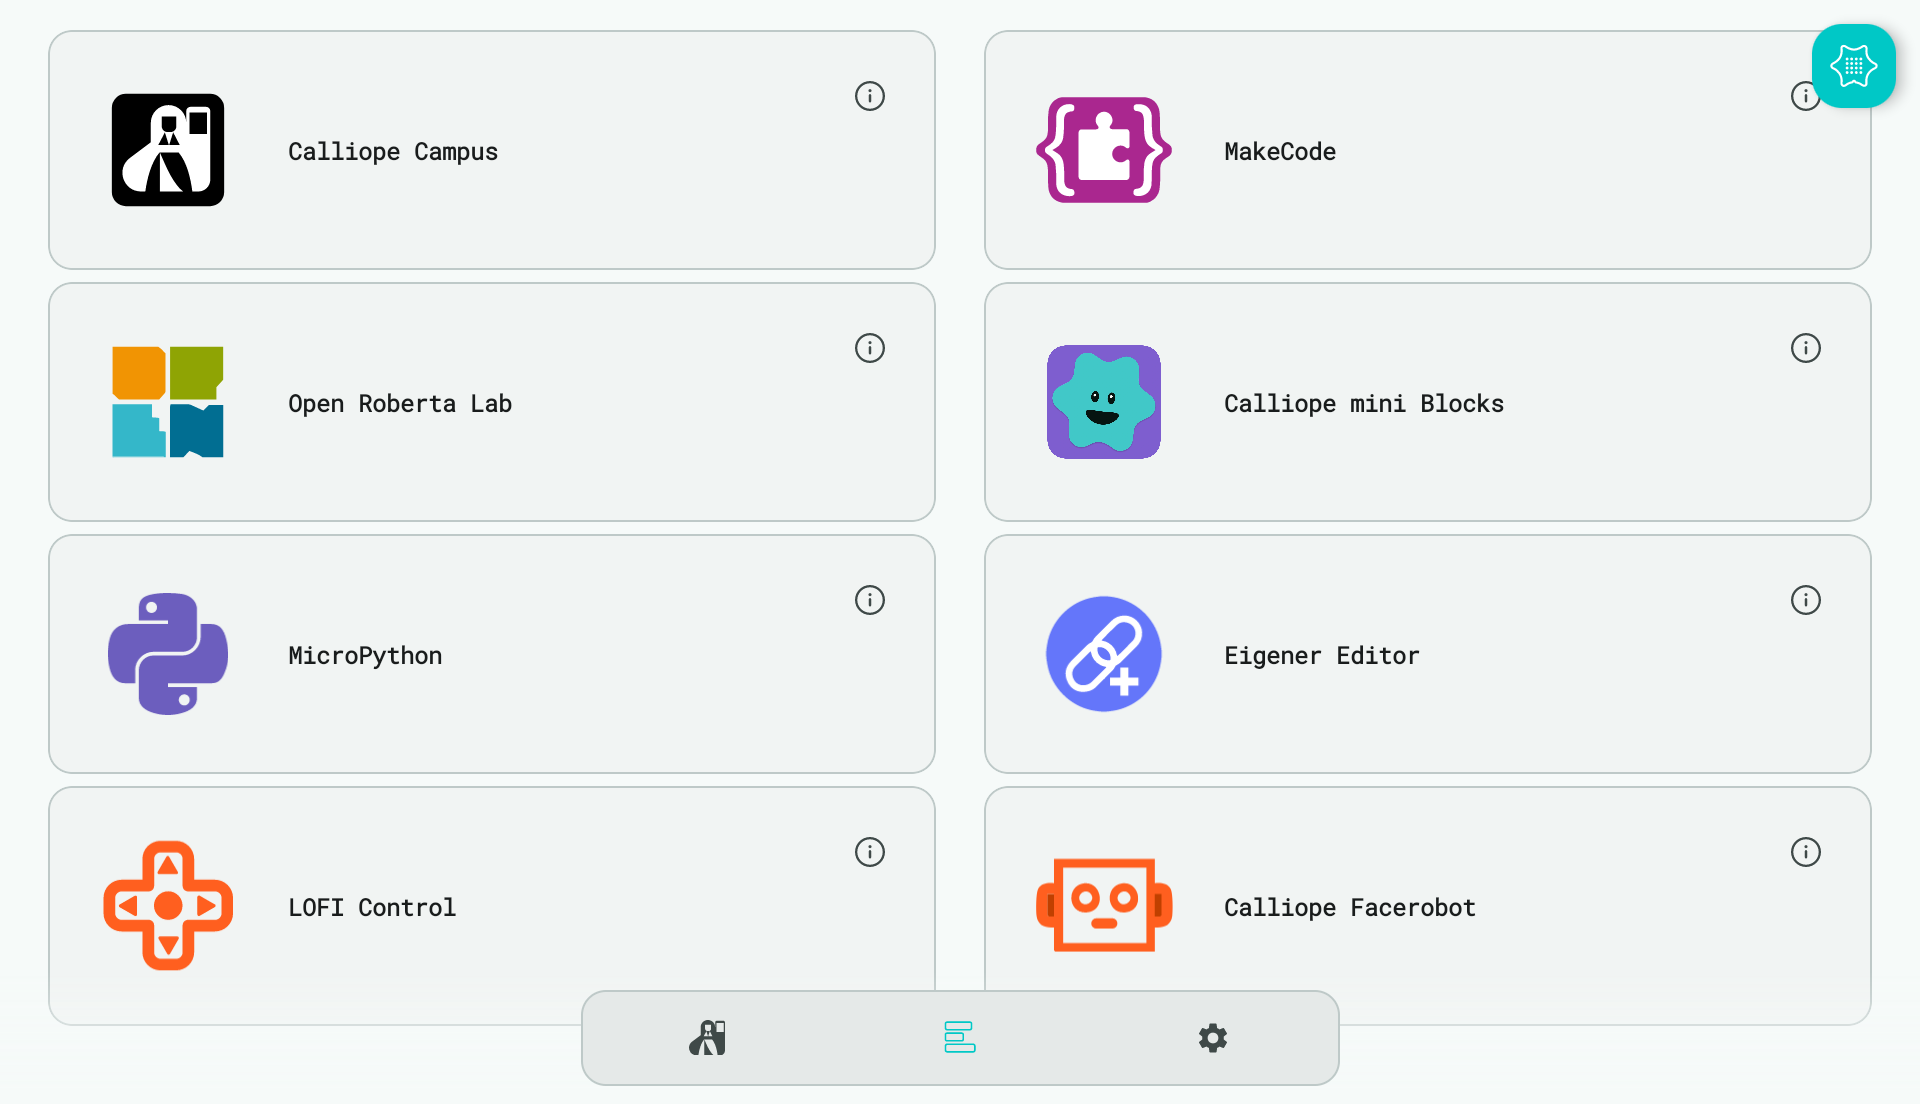 Calliope Campus
MakeCode
Open Roberta Lab
Calliope mini Blocks
MicroPython
Eigener Editor
LOFI Control
Calliope Facerobot